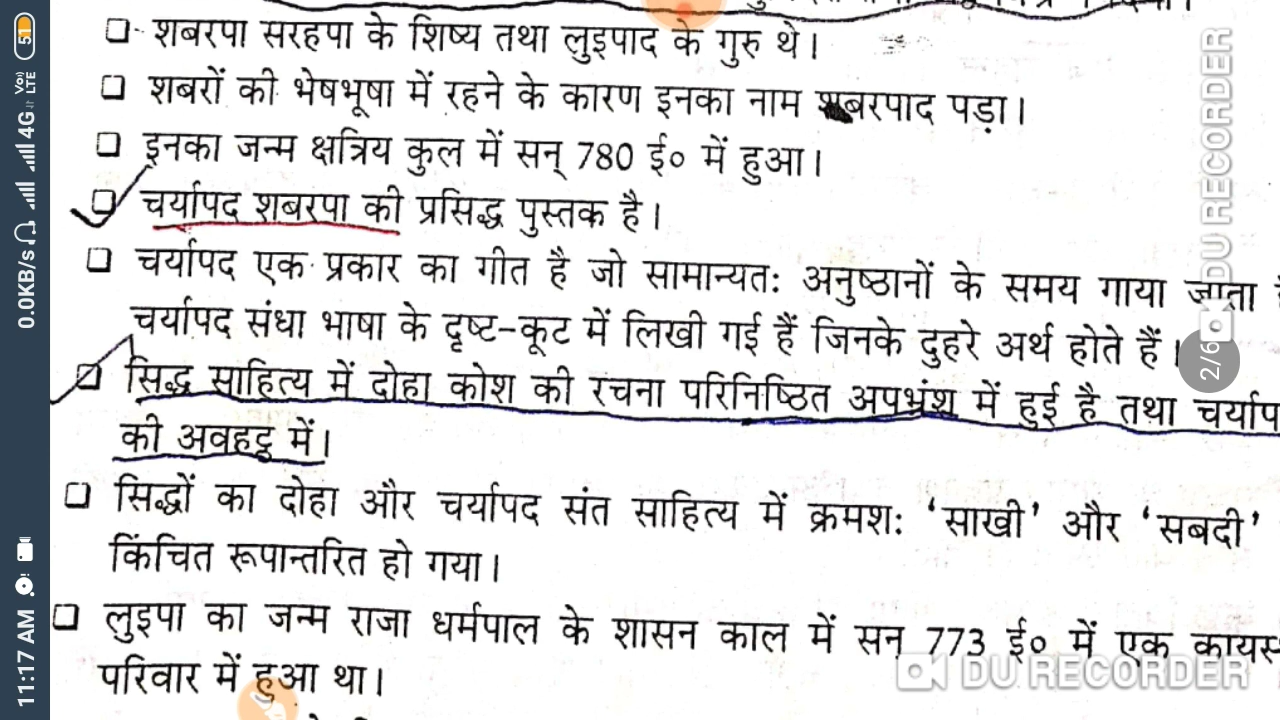 शबरपा सरहपा के शिष्य तथा लुइपाद के गुरु थे।
शबरों की भेषभूषा में रहने के कारण इनका नाम शबरपाद पड़ा।
इनका जन्म क्षत्रिय कुल में सन् 780 ई० में हुआ।
चर्यापद शबरपा की प्रसिद्ध पुस्तक है।
चर्यापद एक प्रकार का गीत है जो सामान्यतः अनुष्ठानों के समय गाया जाता
चर्यापद संधा भाषा के दृष्ट-कूट में लिखी गई हैं जिनके दुहरे अर्थ होते हैं।
सिद्ध साहित्य में दोहा कोश की रचना परिनिष्ठित अपभ्रंश में हुई है तथा
की अवहट्ठ में।
सिद्धों का दोहा और चर्यापद संत साहित्य में क्रमशः 'साखी' और 'सबदी'
किंचित रूपान्तरित हो गया।
लुइपा का जन्म राजा धर्मपाल के शासन काल में सन् 773 ई० में एक
परिवार में हुआ था।
DU RECORDER
DU RECORDER
2/6
11:17 AM
0.0KB/s 4G Vo) LTE 51